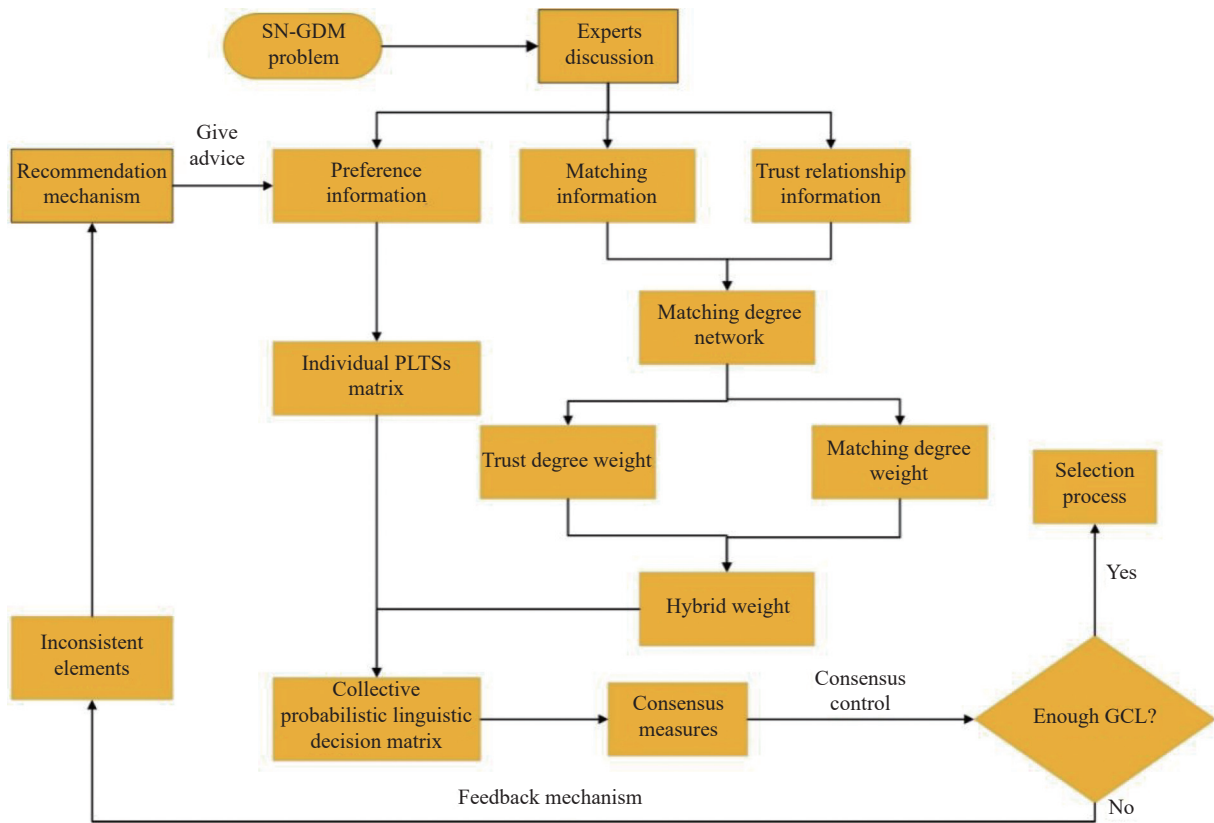 SN-GDM
problem
Experts
discussion
Give
advice
Recommendation
mechanism
Preference
information
Matching
information
Trust relationship
information
Matching degree
network
Individual PLTSs
matrix
Trust degree weight
Matching degree
weight
Selection
process
Yes
Hybrid weight
Inconsistent
elements
Collective
probabilistic linguistic
decision matrix
Consensus
measures
Consensus
control
Enough GCL?
Feedback mechanism
No